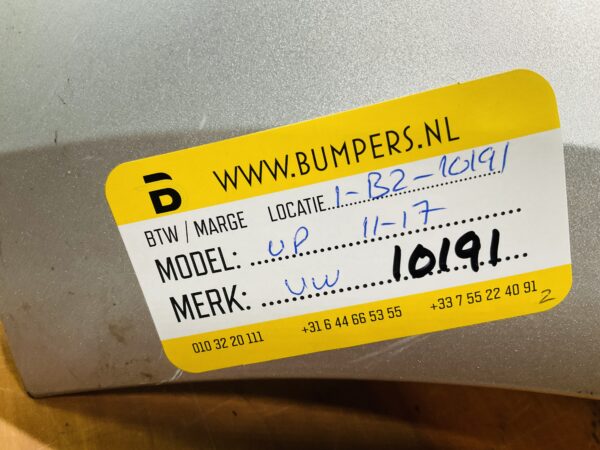 WWW.BUMPERS.NL
BTW / MARGE LOCATIE 1-B2-10191
MODEL: UP 11-17
MERK: VW 10191
010 32 20 111 +31 6 44 66 53 55 +33 7 55 22 40 91 2